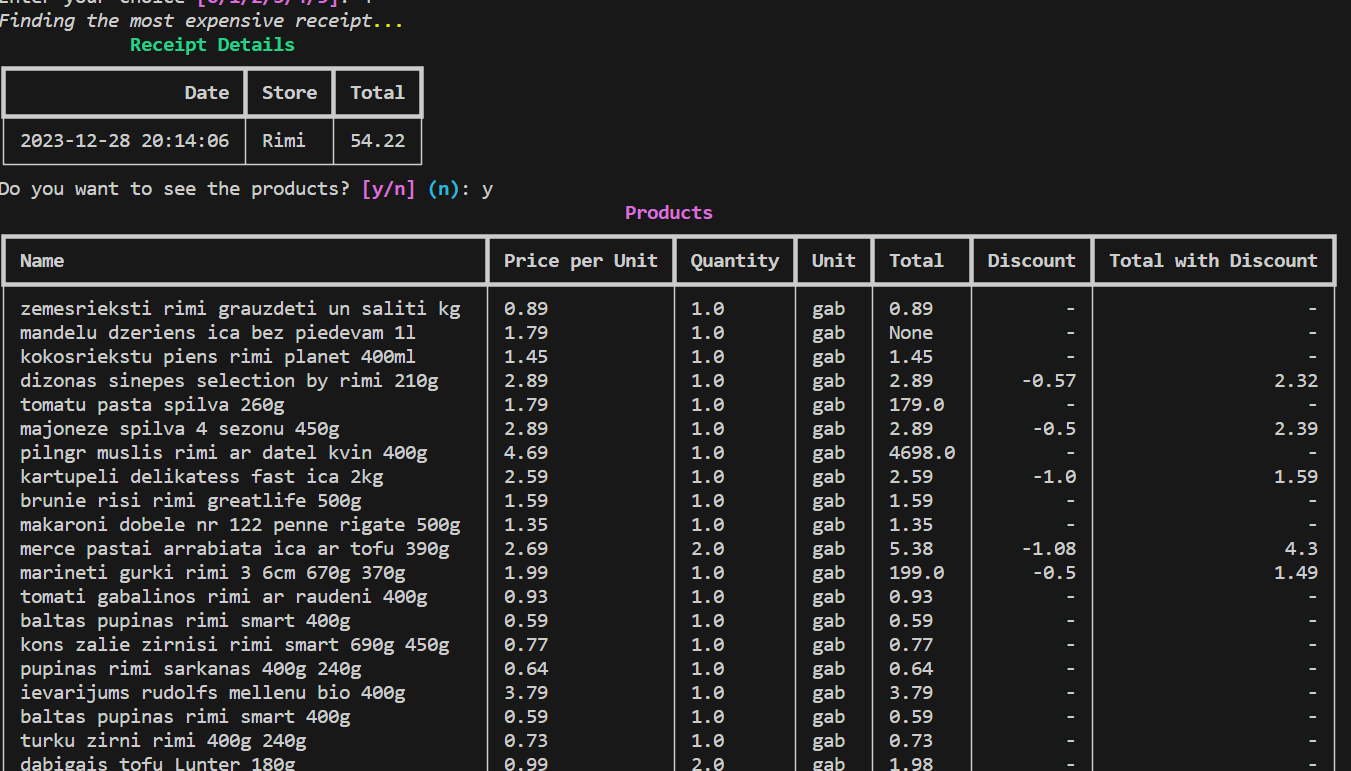 Enter your choice [0/1/2/3/4/5]: 
Finding the most expensive receipt...
Receipt Details
Date Store Total
2023-12-28 20:14:06 Rimi 54.22
Do you want to see the products? [y/n] (n): y
Products
Name Price per Unit Quantity Unit Total Discount Total with Discount
zemesrieksti rimi grauzdeti un saliti kg 0.89 1.0 gab 0.89 - -
mandelu dzeriens ica bez piedevam 1l 1.79 1.0 gab None - -
kokosriekstu piens rimi planet 400ml 1.45 1.0 gab 1.45 - -
dizonas sinepes selection by rimi 210g 2.89 1.0 gab 2.89 -0.57 2.32
tomatu pasta spilva 260g 1.79 1.0 gab 179.0 - -
majoneze spilva 4 sezonu 450g 2.89 1.0 gab 2.89 -0.5 2.39
pilngr muslis rimi ar datel kvin 400g 4.69 1.0 gab 4698.0 - -
kartupeli delikatess fast ica 2kg 2.59 1.0 gab 2.59 -1.0 1.59
brunie risi rimi greatlife 500g 1.59 1.0 gab 1.59 - -
makaroni dobele nr 122 penne rigate 500g 1.35 1.0 gab 1.35 - -
merce pastai arrabiata ica ar tofu 390g 2.69 2.0 gab 5.38 -1.08 4.3
marineti gurki rimi 3 6cm 670g 370g 1.99 1.0 gab 199.0 -0.5 1.49
tomati gabalinos rimi ar raudeni 400g 0.93 1.0 gab 0.93 - -
baltas pupinas rimi smart 400g 0.59 1.0 gab 0.59 - -
kons zalie zirnisi rimi smart 690g 450g 0.77 1.0 gab 0.77 - -
pupinas rimi sarkanas 400g 240g 0.64 1.0 gab 0.64 - -
ievarijums rudolfs mellenu bio 400g 3.79 1.0 gab 3.79 - -
baltas pupinas rimi smart 400g 0.59 1.0 gab 0.59 - -
turku zirni rimi 400g 240g 0.73 1.0 gab 0.73 - -
dabigais tofu Lunter 180g 0.99 2.0 gab 1.98 - -